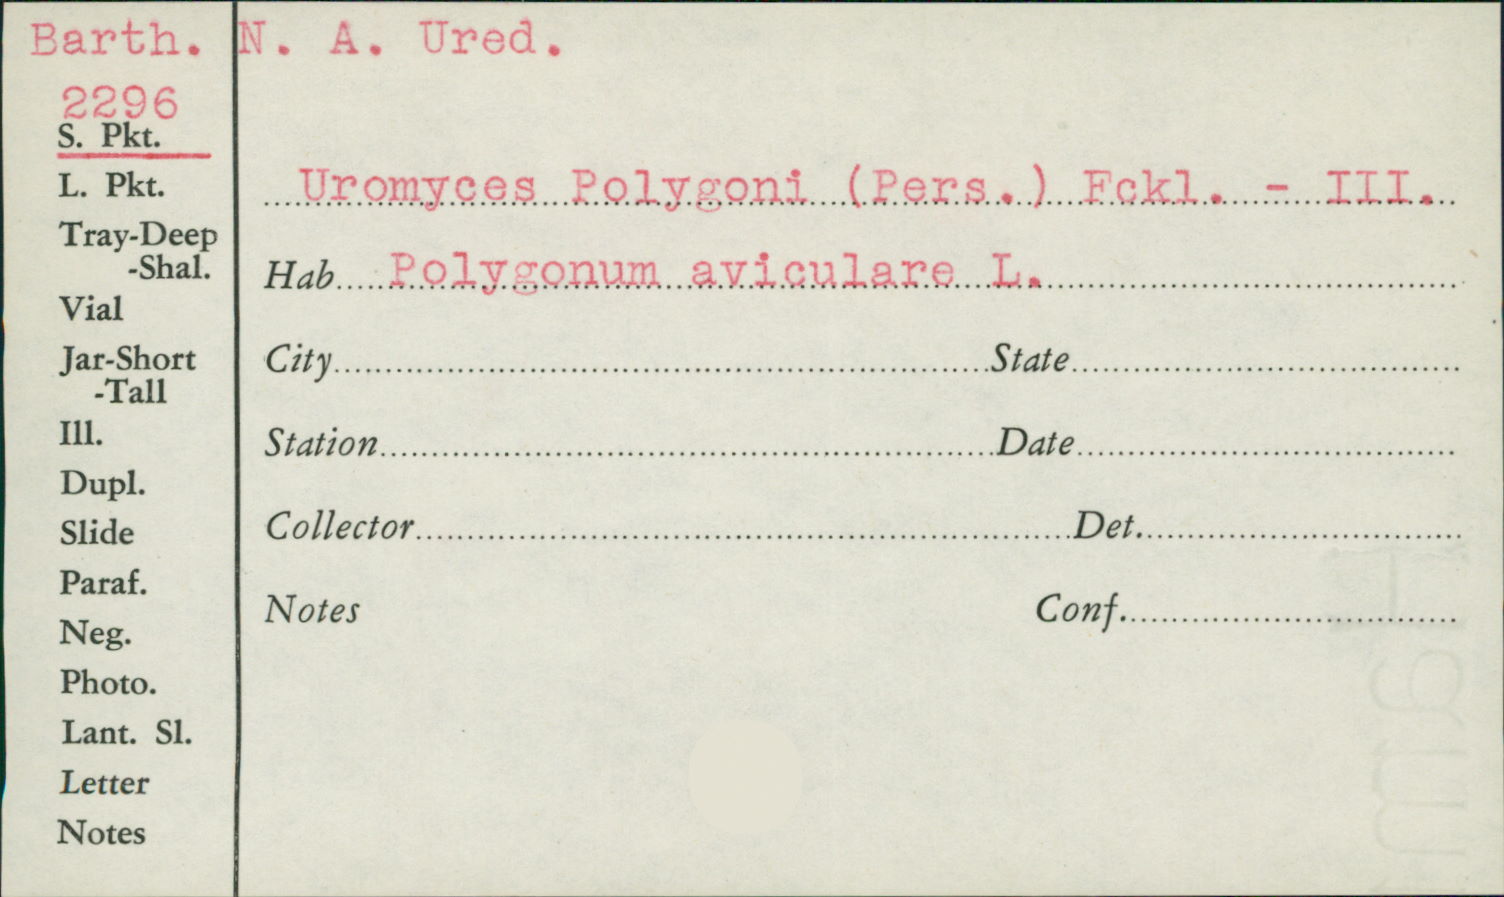 Barth. N. A. Ured.
2296
S. Pkt.
L. Pkt.
Tray-Deep
-Shal.
Vial
Jar-Short
-Tall
Ill.
Dupl.
Slide
Paraf.
Neg.
Photo.
Lant. Sl.
Letter
Notes
Uromyces Polygoni (Pers.) Fckl. - III.
Hab. Polygonum aviculare L.
City State
Station Date
Collector Det.
Notes Conf.